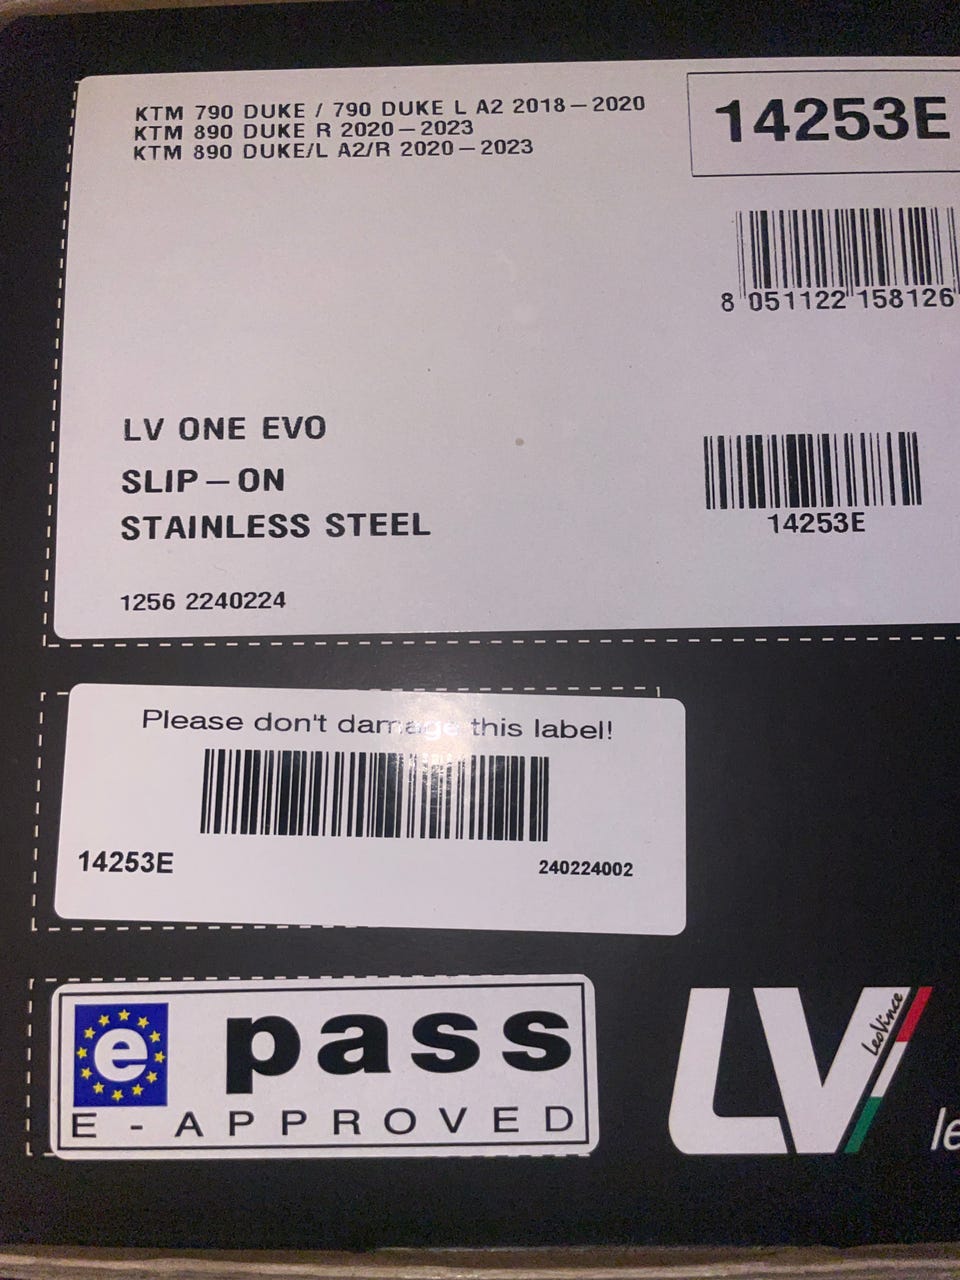 KTM 790 DUKE / 790 DUKE L A2 2018–2020
KTM 890 DUKE R 2020–2023
KTM 890 DUKE/L A2/R 2020–2023
14253E
8 051122 158126
LV ONE EVO
SLIP–ON
STAINLESS STEEL
14253E
1256 2240224
Please don't damage this label!
14253E
240224002
e pass
E-APPROVED
LV
LeoVince
le